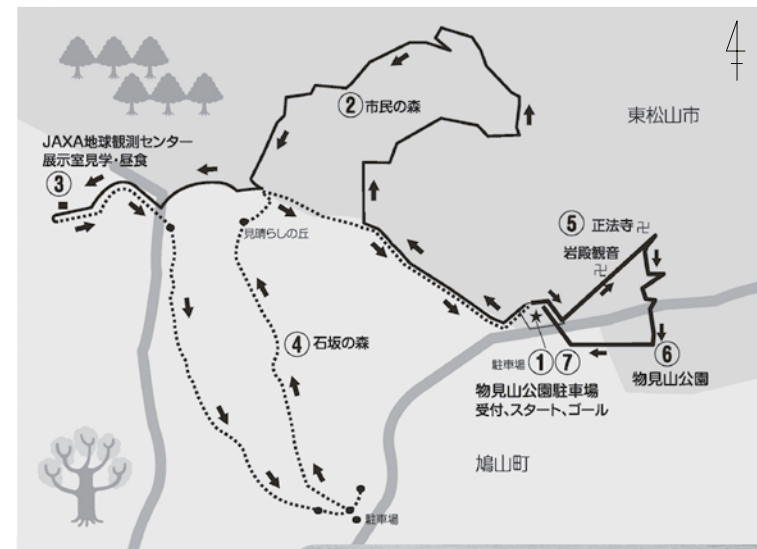 ② 市民の森
東松山市
JAXA地球観測センター
展示室見学・昼食
③
見晴らしの丘
⑤ 正法寺 卍
岩殿観音
卍
④ 石坂の森
駐車場 ① ⑦
物見山公園駐車場
受付、スタート、ゴール
⑥
物見山公園
鳩山町
駐車場